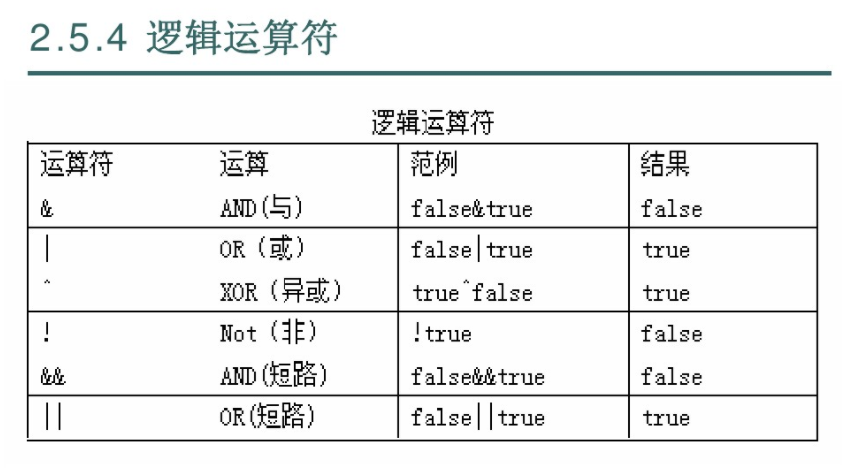 2.5.4 逻辑运算符
逻辑运算符
运算符 运算 范例 结果
& AND(与) false&true false
| OR（或） false|true true
^ XOR（异或） true^false true
! Not（非） !true false
&& AND(短路) false&&true false
|| OR(短路) false||true true